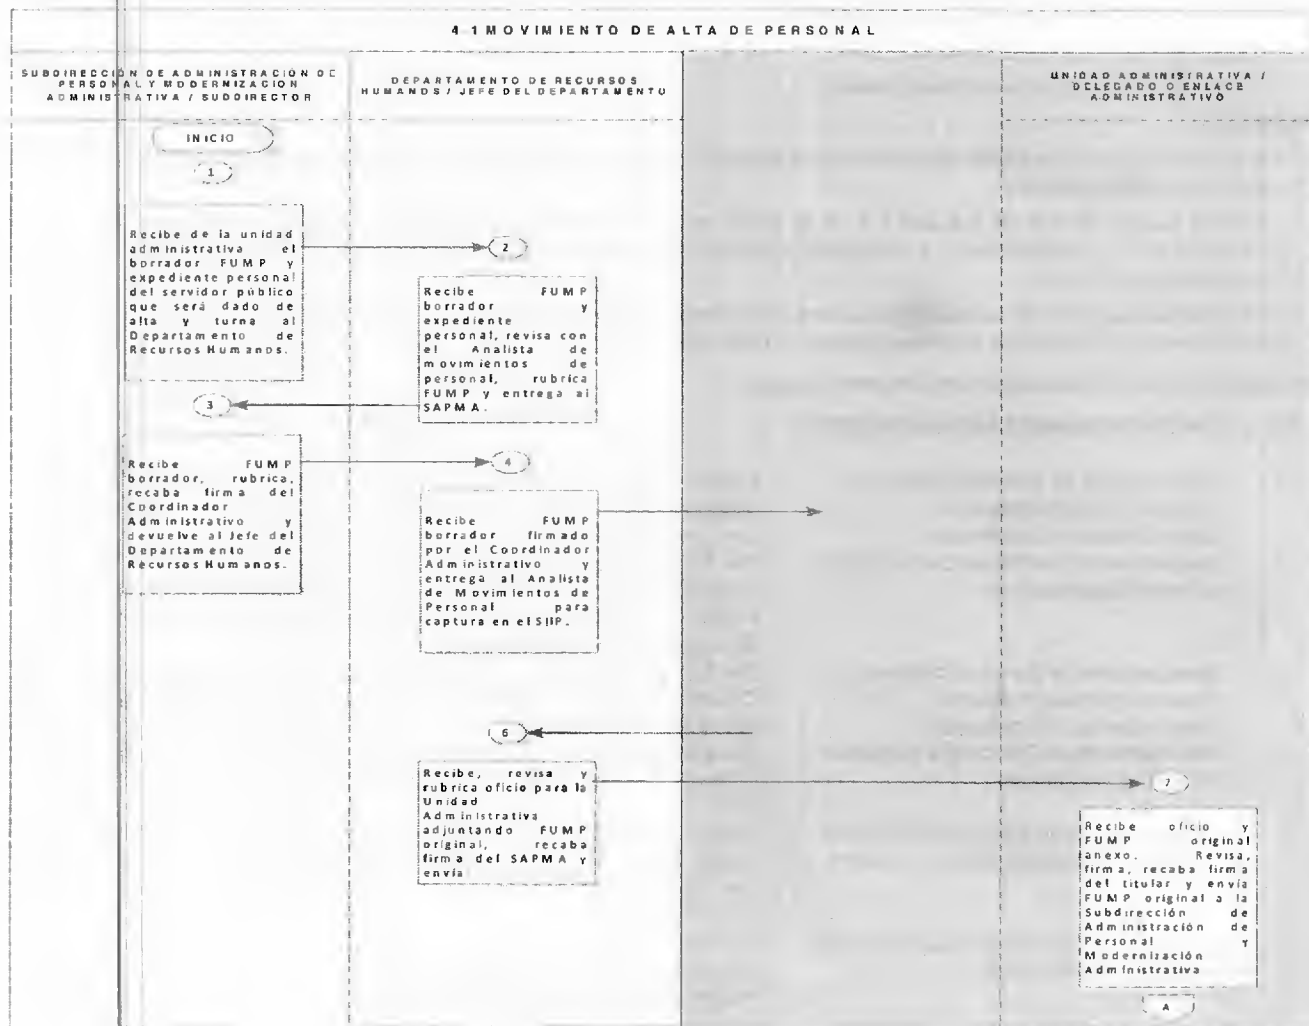 4.1 MOVIMIENTO DE ALTA DE PERSONAL
SUBDIRECCIÓN DE ADMINISTRACIÓN DE
PERSONAL Y MODERNIZACIÓN
ADMINISTRATIVA / SUBDIRECTOR
DEPARTAMENTO DE RECURSOS
HUMANOS / JEFE DEL DEPARTAMENTO
UNIDAD ADMINISTRATIVA /
DELEGADO O ENLACE
ADMINISTRATIVO
INICIO
1
Recibe de la unidad
administrativa el
borrador FUMP y
expediente personal
del servidor público
que será dado de
alta y turna al
Departamento de
Recursos Humanos.
2
Recibe FUMP
borrador y
expediente
personal, revisa con
el Analista de
movimientos de
personal, rubrica
FUMP y entrega al
SAPMA.
3
Recibe FUMP
borrador, rubrica,
recaba firma del
Coordinador
Administrativo y
devuelve al Jefe del
Departamento de
Recursos Humanos.
4
Recibe FUMP
borrador firmado
por el Coordinador
Administrativo y
entrega al Analista
de Movimientos de
Personal para
captura en el SIIP.
6
Recibe, revisa y
rubrica oficio para la
Unidad
Administrativa
adjuntando FUMP
original, recaba
firma del SAPMA y
envía
7
Recibe oficio y
FUMP original
anexo. Revisa,
firma, recaba firma
del titular y envía
FUMP original a la
Subdirección de
Administración de
Personal y
Modernización
Administrativa
A